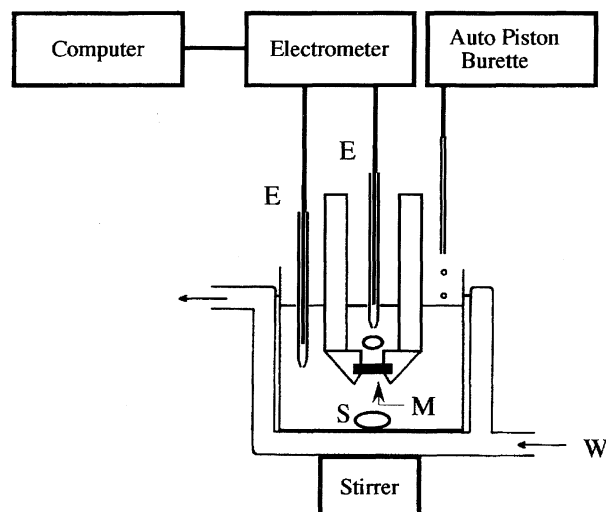 Computer
Electrometer
Auto Piston
Burette
E
E
S
M
W
Stirrer